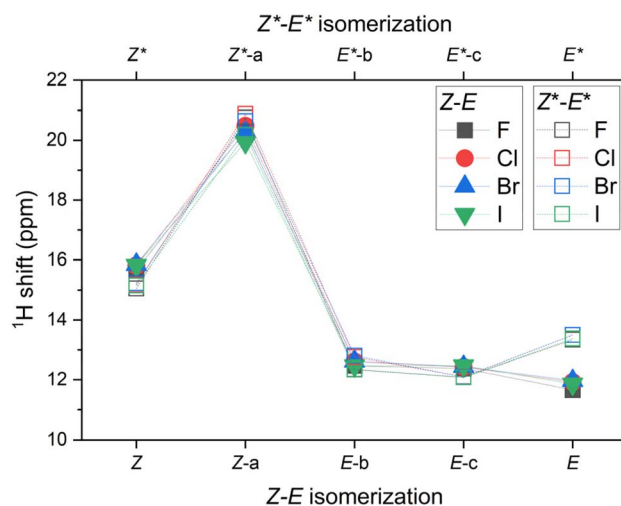 Z*-E* isomerization
Z* Z*-a E*-b E*-c E*
22
20
18
16
14
12
10
¹H shift (ppm)
Z-E
F
Cl
Br
I
Z*-E*
F
Cl
Br
I
Z Z-a E-b E-c E
Z-E isomerization